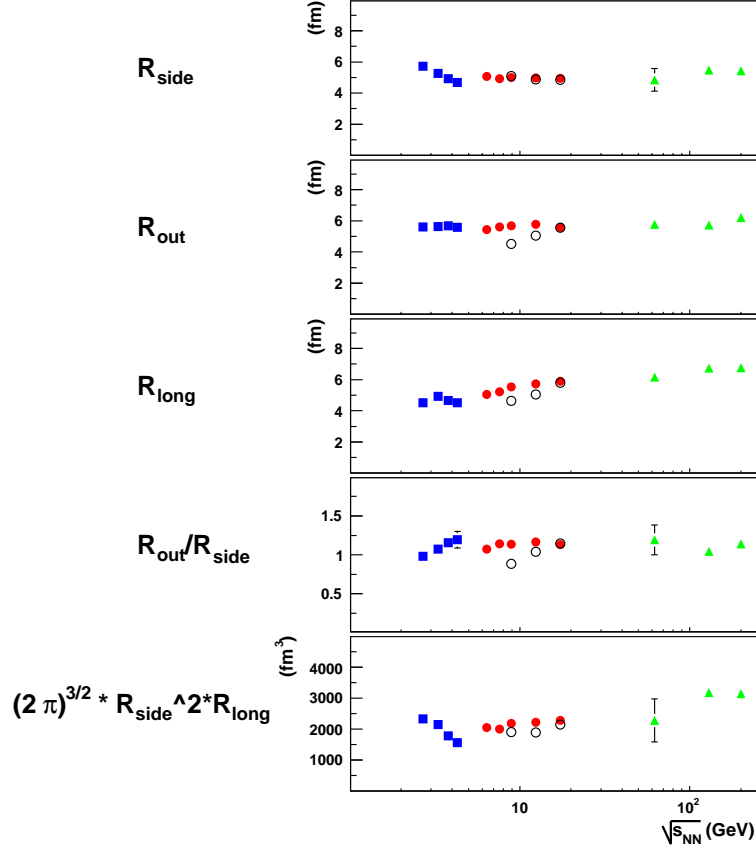 (fm)
8
6
R_side
4
2
(fm)
8
6
R_out
4
2
(fm)
8
6
R_long
4
2
1.5
R_out/R_side
1
0.5
(fm^3)
4000
3000
(2 π)^3/2 * R_side^2*R_long
2000
1000
10 10^2
√s_NN (GeV)